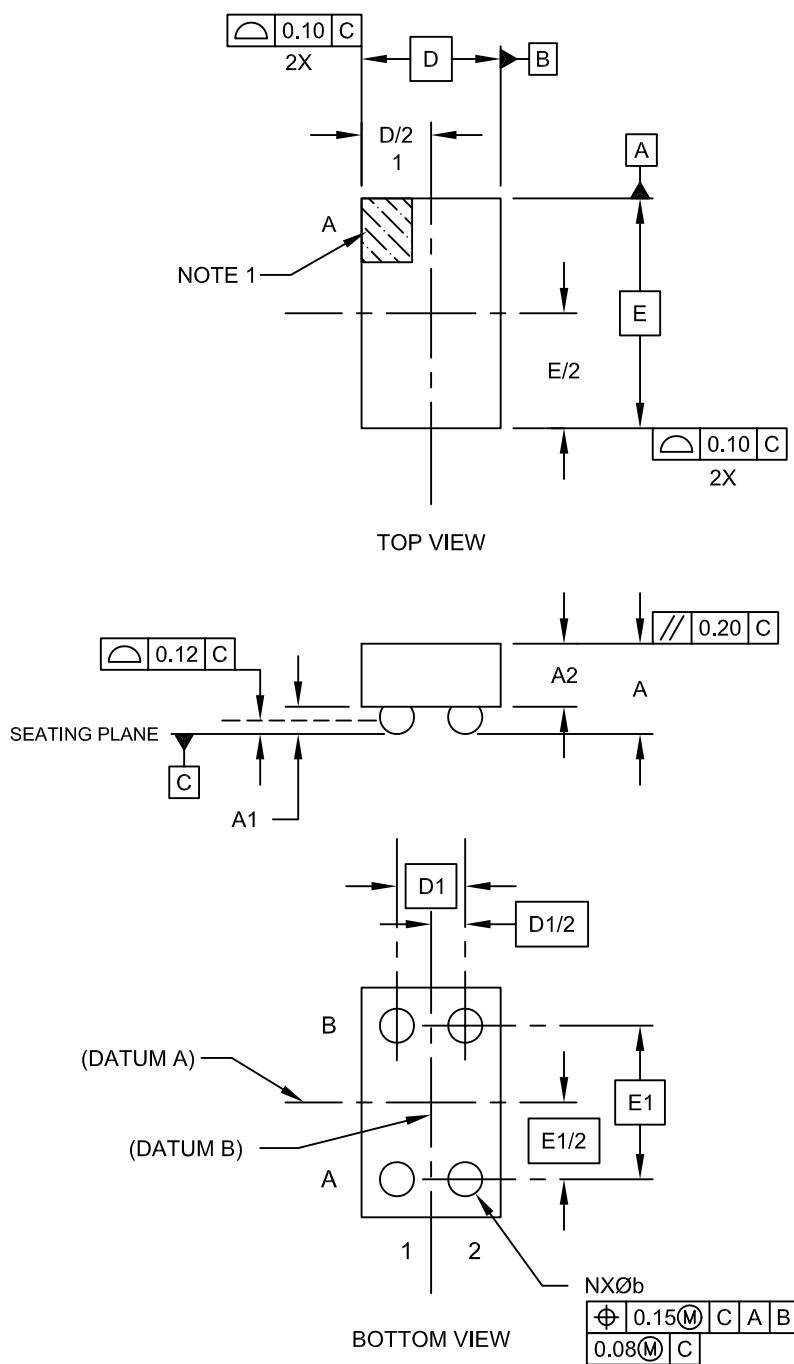 0.10 C
2X
D
B
D/2
1
A
A
NOTE 1
E
E/2
0.10 C
2X
TOP VIEW
0.12 C
0.20 C
A2
A
SEATING PLANE
C
A1
D1
D1/2
B
(DATUM A)
E1
(DATUM B)
E1/2
A
1 2
NXØb
0.15Ⓜ C A B
0.08Ⓜ C
BOTTOM VIEW